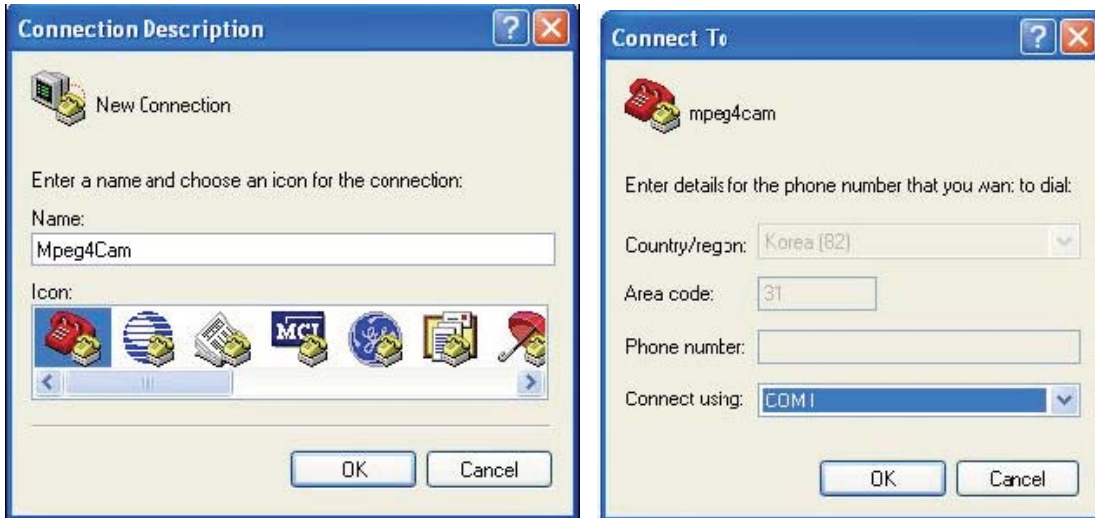 Connection Description
New Connection
Enter a name and choose an icon for the connection:
Name:
Mpeg4Cam
Icon:
MCI
OK
Cancel
Connect To
mpeg4cam
Enter details for the phone number that you want to dial:
Country/region:
Korea (82)
Area code:
31
Phone number:
Connect using:
COM1
OK
Cancel